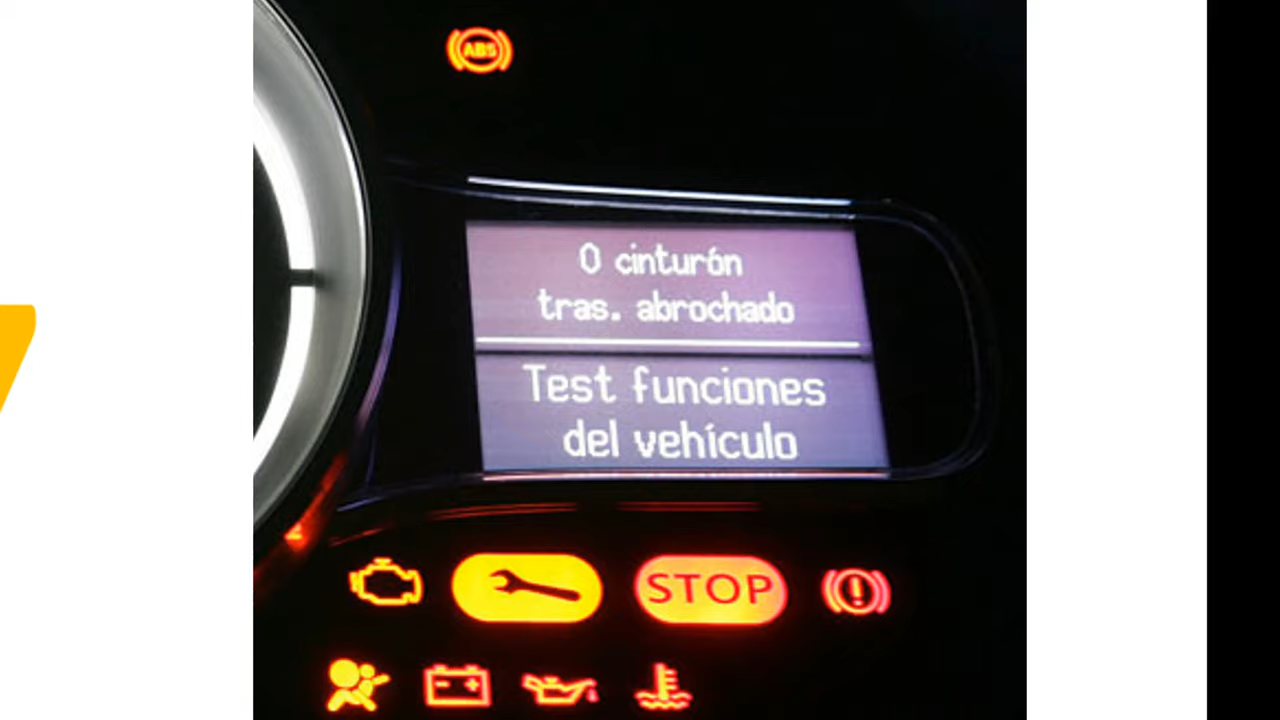 ABS
0 cinturón
tras. abrochado
Test funciones
del vehículo
STOP